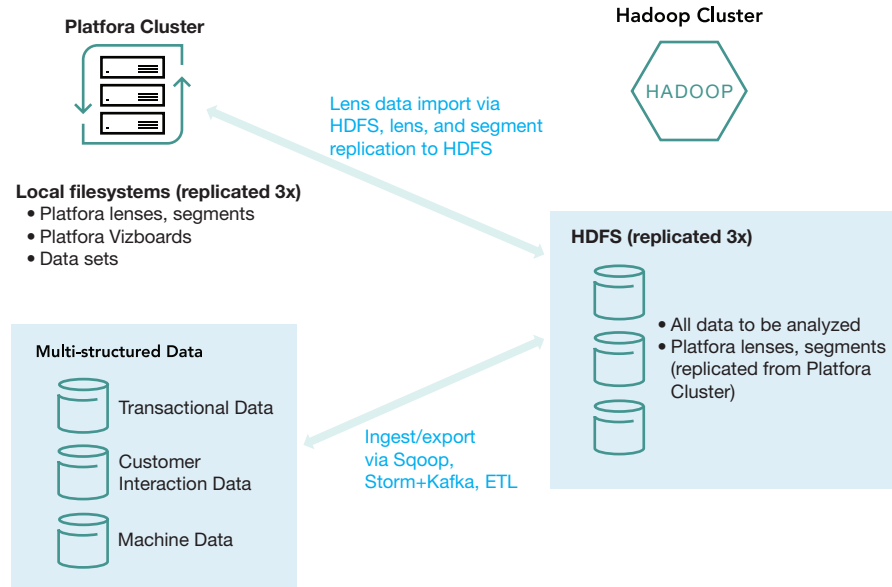 Platfora Cluster
Hadoop Cluster
HADOOP
Lens data import via
HDFS, lens, and segment
replication to HDFS
Local filesystems (replicated 3x)
• Platfora lenses, segments
• Platfora Vizboards
• Data sets
HDFS (replicated 3x)
• All data to be analyzed
• Platfora lenses, segments
(replicated from Platfora
Cluster)
Multi-structured Data
Transactional Data
Customer
Interaction Data
Machine Data
Ingest/export
via Sqoop,
Storm+Kafka, ETL